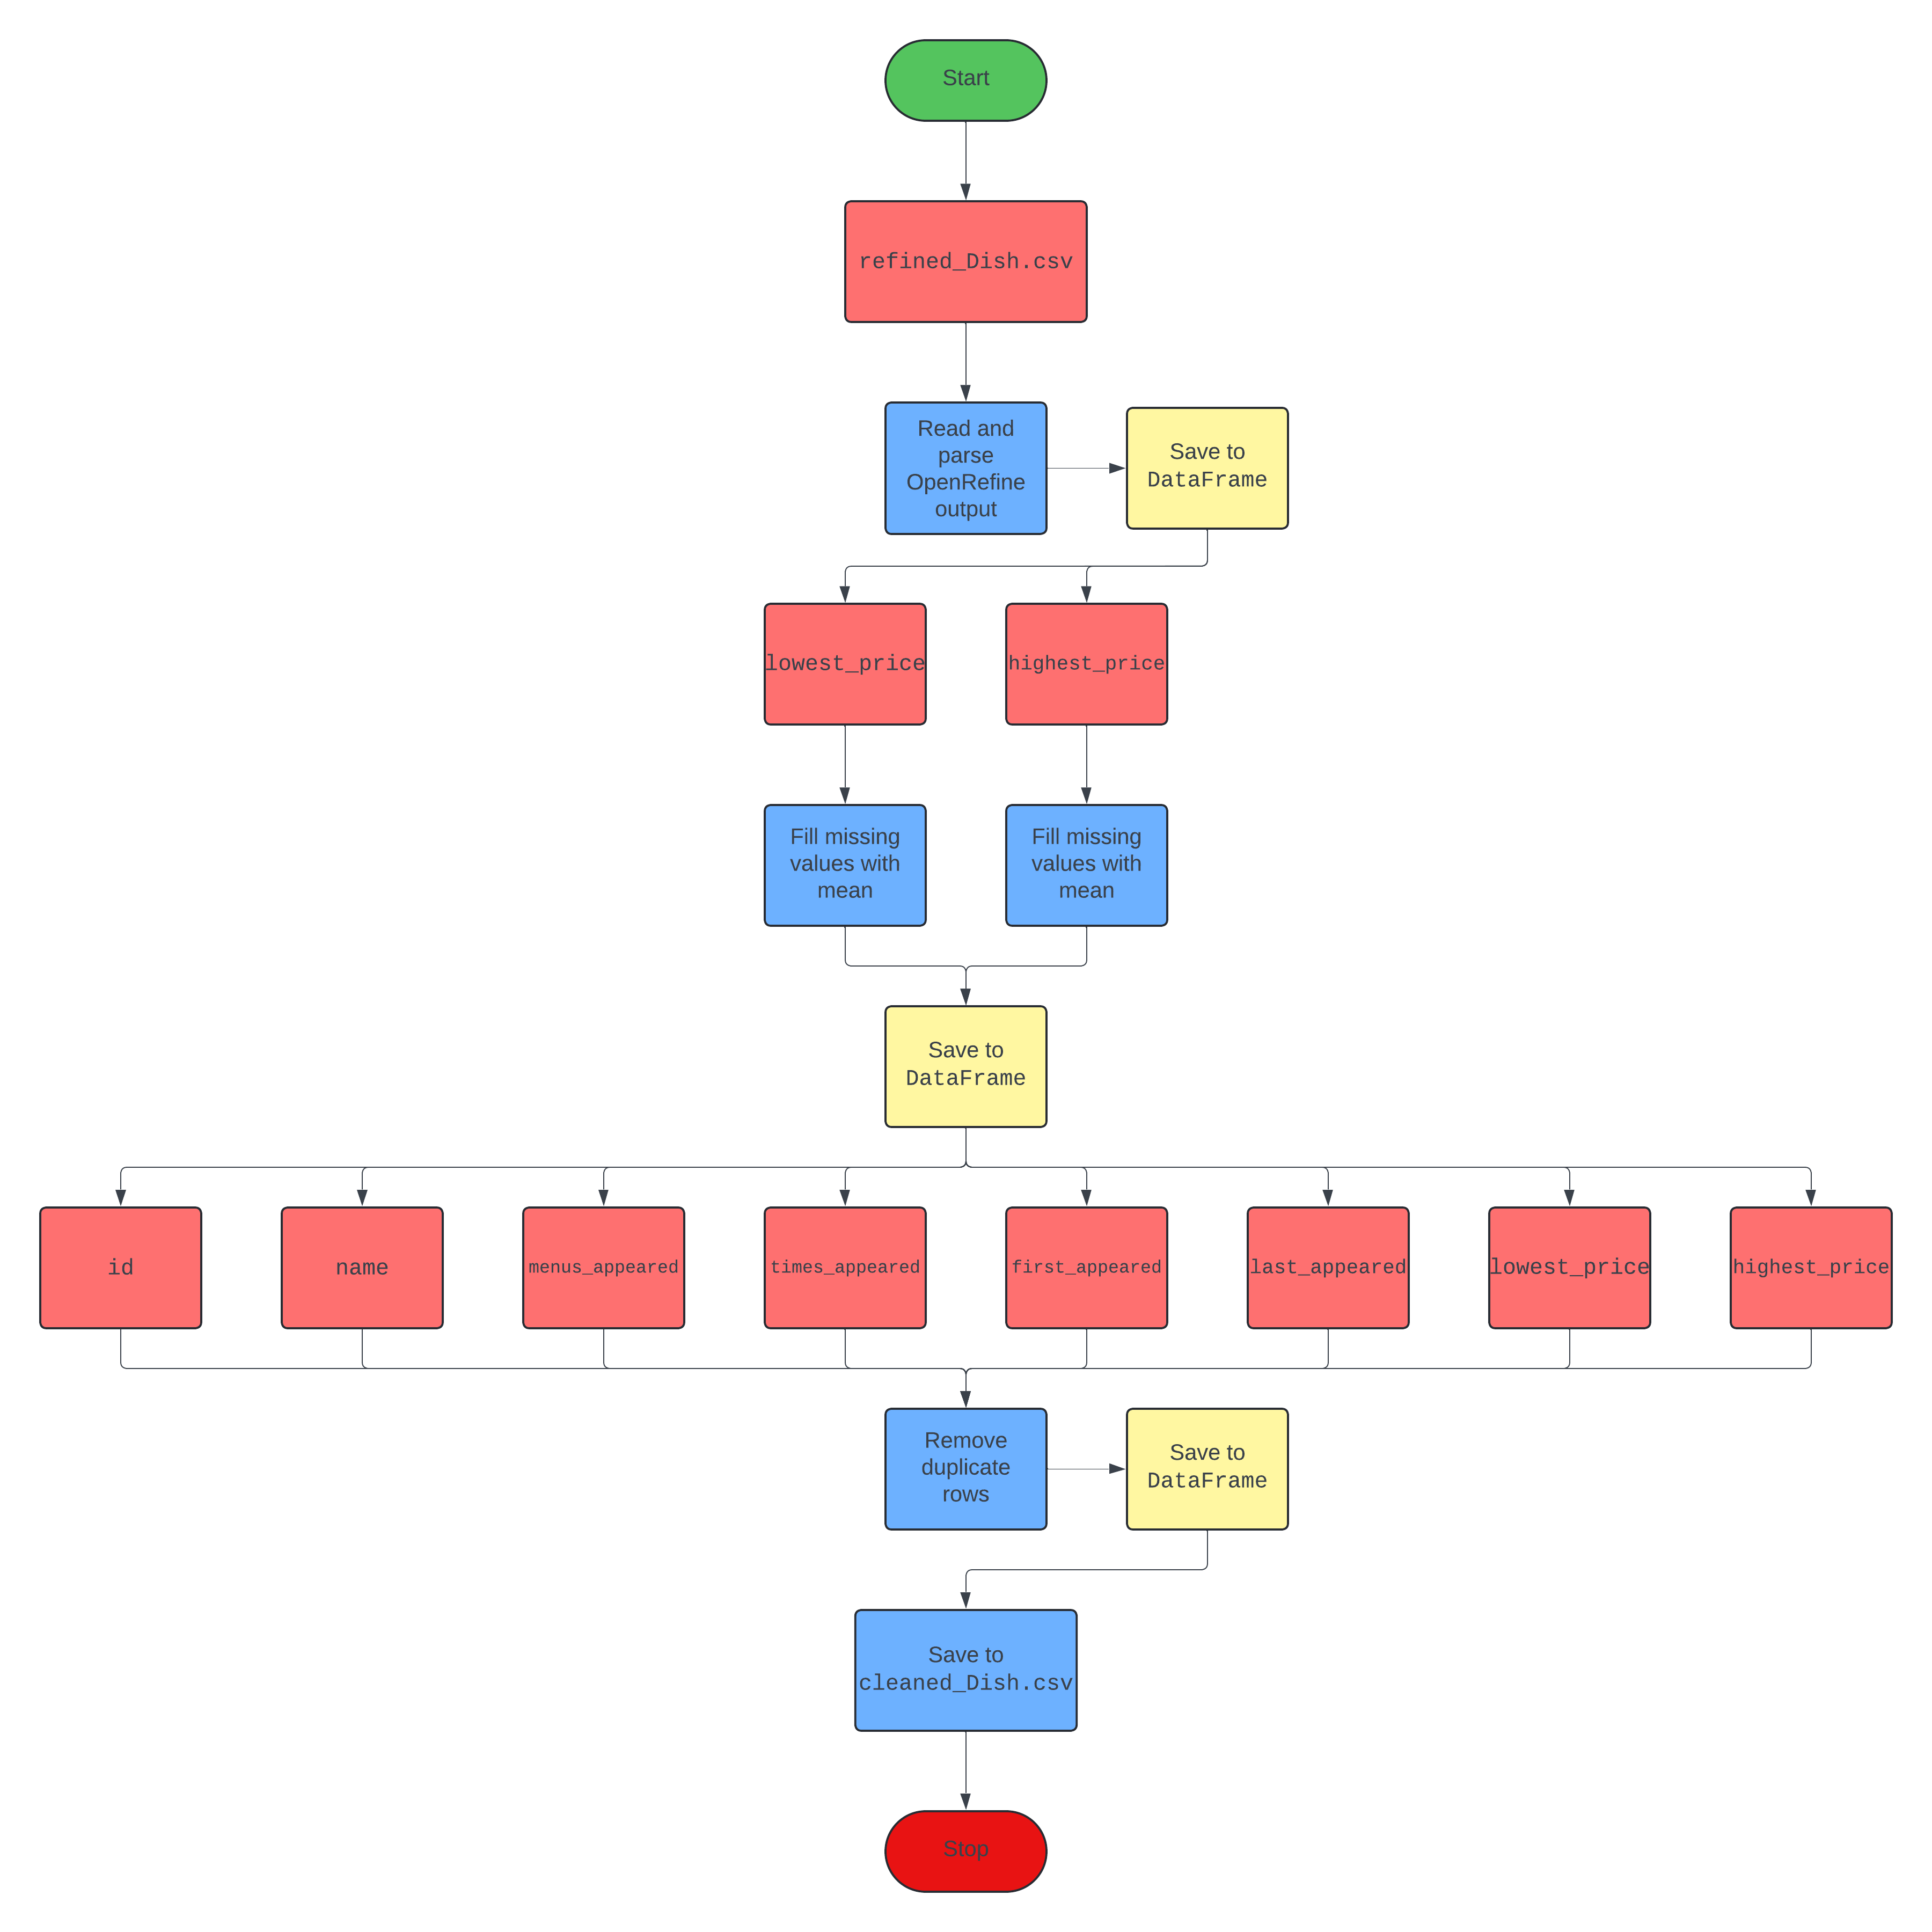 Start
refined_Dish.csv
Read and
parse
OpenRefine
output
Save to
DataFrame
lowest_price
highest_price
Fill missing
values with
mean
Fill missing
values with
mean
Save to
DataFrame
id
name
menus_appeared
times_appeared
first_appeared
last_appeared
lowest_price
highest_price
Remove
duplicate
rows
Save to
DataFrame
Save to
cleaned_Dish.csv
Stop